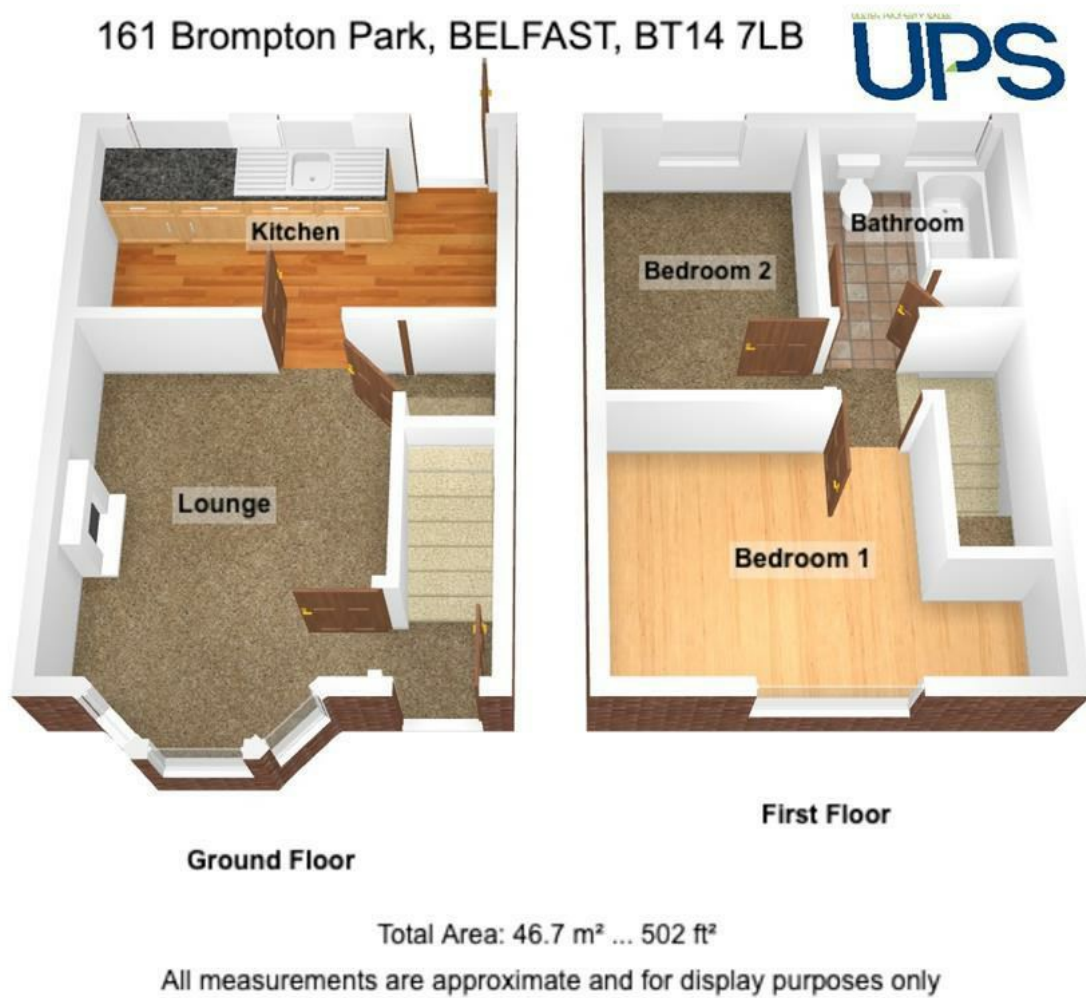 161 Brompton Park, BELFAST, BT14 7LB
UPS
Kitchen
Lounge
Bedroom 2
Bathroom
Bedroom 1
First Floor
Ground Floor
Total Area: 46.7 m² ... 502 ft²
All measurements are approximate and for display purposes only